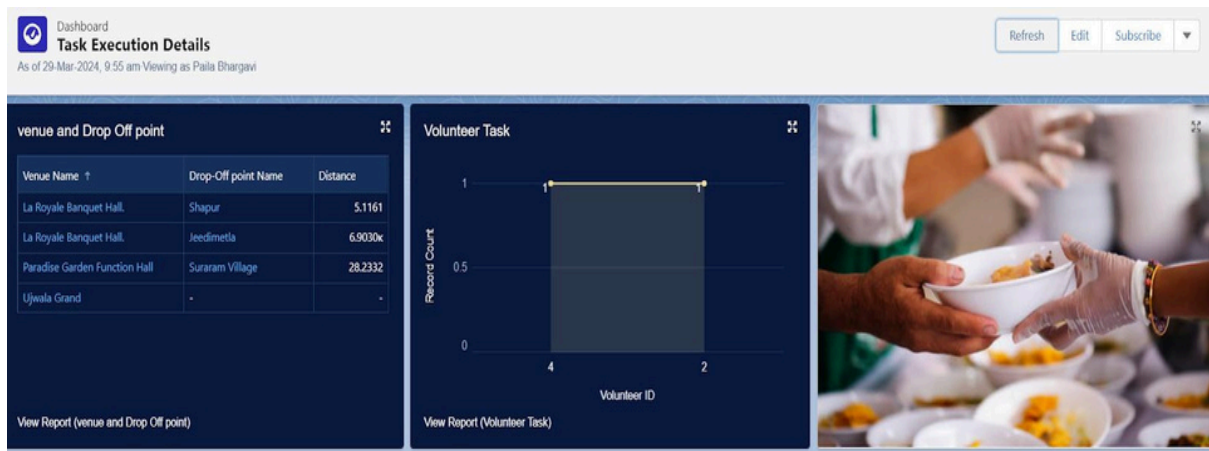 Dashboard
Task Execution Details
As of 29-Mar-2024, 9:55 am Viewing as Paila Bhargavi
Refresh Edit Subscribe
venue and Drop Off point
Venue Name ↑ Drop-Off point Name Distance
La Royale Banquet Hall. Shapur 5.1161
La Royale Banquet Hall. Jeedimetla 6.9030K
Paradise Garden Function Hall Suraram Village 28.2332
Ujwala Grand - -
View Report (venue and Drop Off point)
Volunteer Task
Record Count
1
0.5
0
1 1
4 2
Volunteer ID
View Report (Volunteer Task)